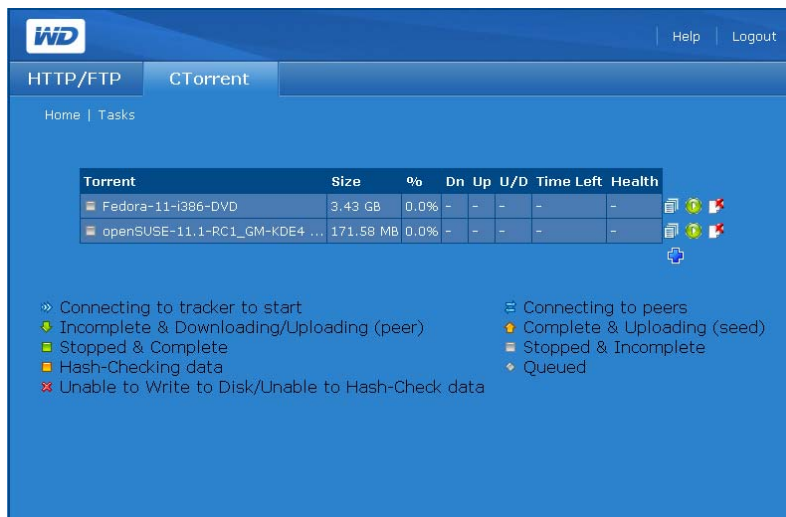 WD
Help | Logout
HTTP/FTP CTorrent
Home | Tasks
Torrent Size % Dn Up U/D Time Left Health
Fedora-11-i386-DVD 3.43 GB 0.0% - - - - -
openSUSE-11.1-RC1_GM-KDE4 ... 171.58 MB 0.0% - - - - -
Connecting to tracker to start Connecting to peers
Incomplete & Downloading/Uploading (peer) Complete & Uploading (seed)
Stopped & Complete Stopped & Incomplete
Hash-Checking data Queued
Unable to Write to Disk/Unable to Hash-Check data